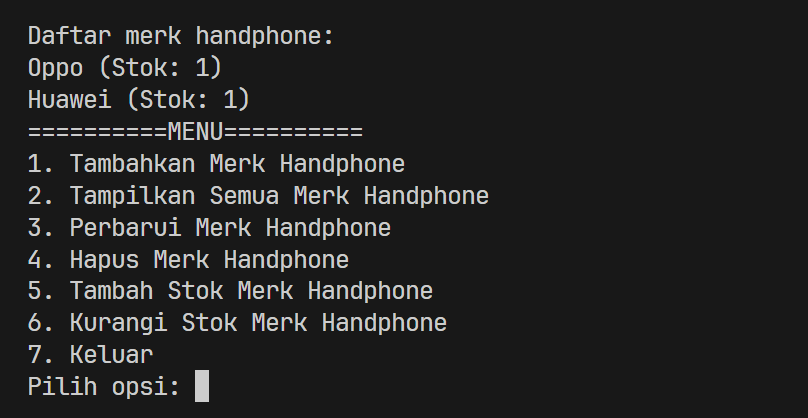 Daftar merk handphone:
Oppo (Stok: 1)
Huawei (Stok: 1)
==========MENU==========
1. Tambahkan Merk Handphone
2. Tampilkan Semua Merk Handphone
3. Perbarui Merk Handphone
4. Hapus Merk Handphone
5. Tambah Stok Merk Handphone
6. Kurangi Stok Merk Handphone
7. Keluar
Pilih opsi: